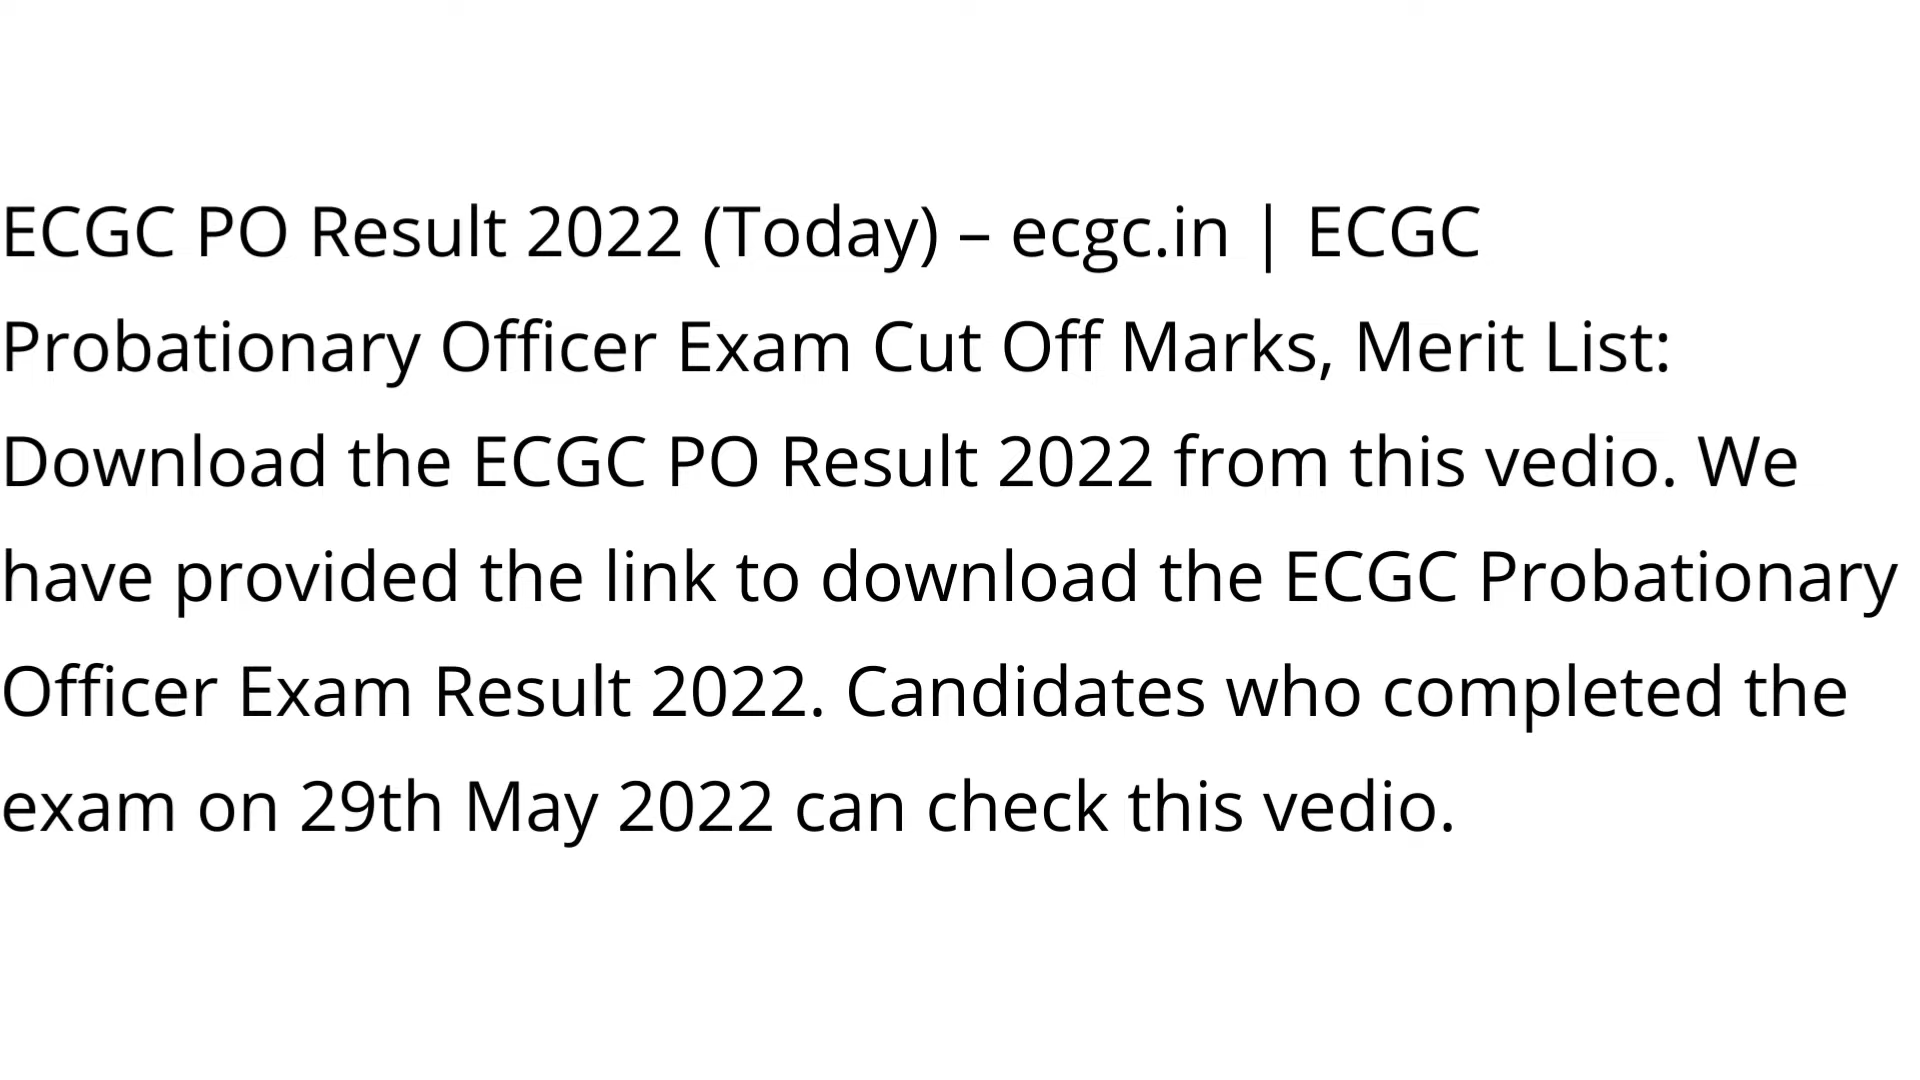 ECGC PO Result 2022 (Today) – ecgc.in | ECGC
Probationary Officer Exam Cut Off Marks, Merit List:
Download the ECGC PO Result 2022 from this vedio. We
have provided the link to download the ECGC Probationary
Officer Exam Result 2022. Candidates who completed the
exam on 29th May 2022 can check this vedio.